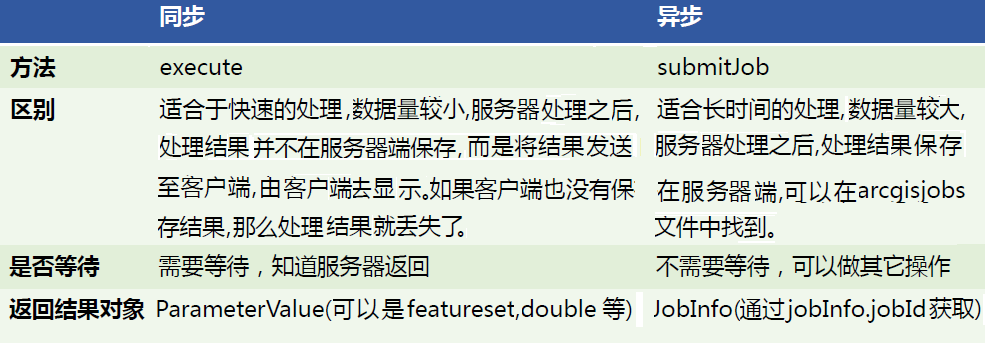 同步 异步
方法 execute submitJob
区别 适合于快速的处理,数据量较小,服务器处理之后, 适合长时间的处理,数据量较大,
处理结果并不在服务器端保存,而是将结果发送 服务器处理之后,处理结果保存
至客户端,由客户端去显示。如果客户端也没有保 在服务器端,可以在arcgisjobs
存结果,那么处理结果就丢失了。 文件中找到。
是否等待 需要等待，知道服务器返回 不需要等待，可以做其它操作
返回结果对象 ParameterValue(可以是featureset,double 等) JobInfo(通过jobInfo.jobId获取)